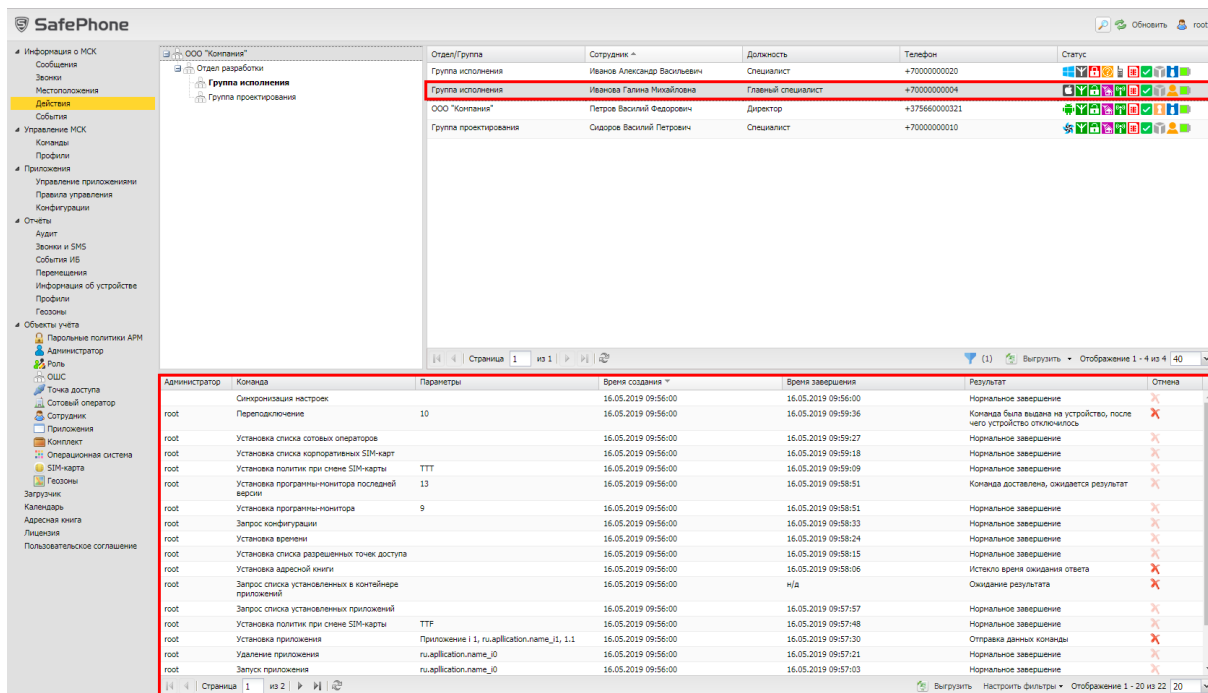 SafePhone
Обновить root
Информация о МСК
Сообщения
Звонки
Местоположения
Действия
События
Управление МСК
Команды
Профили
Приложения
Управление приложениями
Правила управления
Конфигурации
Отчёты
Аудит
Звонки и SMS
События ИБ
Перемещения
Информация об устройстве
Профили
Геозоны
Объекты учёта
Парольные политики АРМ
Администратор
Роль
ОШС
Точка доступа
Сотовый оператор
Сотрудник
Приложения
Комплект
Операционная система
SIM-карта
Геозоны
Загрузчик
Календарь
Адресная книга
Лицензия
Пользовательское соглашение
ООО "Компания"
Отдел разработки
Группа исполнения
Группа проектирования
Отдел/Группа Сотрудник Должность Телефон Статус
Группа исполнения Иванов Александр Васильевич Специалист +70000000020
Группа исполнения Иванова Галина Михайловна Главный специалист +70000000004
ООО "Компания" Петров Василий Федорович Директор +375660000321
Группа проектирования Сидоров Василий Петрович Специалист +70000000010
Страница 1 из 1 (1) Выгрузить Отображение 1 - 4 из 4 40
Администратор Команда Параметры Время создания Время завершения Результат Отмена
Синхронизация настроек 16.05.2019 09:56:00 16.05.2019 09:56:00 Нормальное завершение
root Переподключение 10 16.05.2019 09:56:00 16.05.2019 09:59:36 Команда была выдана на устройство, после
чего устройство отключилось
root Установка списка сотовых операторов 16.05.2019 09:56:00 16.05.2019 09:59:27 Нормальное завершение
root Установка списка корпоративных SIM-карт 16.05.2019 09:56:00 16.05.2019 09:59:18 Нормальное завершение
root Установка политик при смене SIM-карты TTT 16.05.2019 09:56:00 16.05.2019 09:59:09 Нормальное завершение
root Установка программы-монитора последней 13 16.05.2019 09:56:00 16.05.2019 09:58:51 Команда доставлена, ожидается результат
версии
root Установка программы-монитора 9 16.05.2019 09:56:00 16.05.2019 09:58:51 Нормальное завершение
root Запрос конфигурации 16.05.2019 09:56:00 16.05.2019 09:58:33 Нормальное завершение
root Установка времени 16.05.2019 09:56:00 16.05.2019 09:58:24 Нормальное завершение
root Установка списка разрешенных точек доступа 16.05.2019 09:56:00 16.05.2019 09:58:15 Нормальное завершение
root Установка адресной книги 16.05.2019 09:56:00 16.05.2019 09:58:06 Истекло время ожидания ответа
root Запрос списка установленных в контейнере 16.05.2019 09:56:00 н/д Ожидание результата
приложений
root Запрос списка установленных приложений 16.05.2019 09:56:00 16.05.2019 09:57:57 Нормальное завершение
root Установка политик при смене SIM-карты TTF 16.05.2019 09:56:00 16.05.2019 09:57:48 Нормальное завершение
root Установка приложения Приложение i 1, ru.apllication.name_i1, 1.1 16.05.2019 09:56:00 16.05.2019 09:57:30 Отправка данных команды
root Удаление приложения ru.apllication.name_i0 16.05.2019 09:56:00 16.05.2019 09:57:21 Нормальное завершение
root Запуск приложения ru.apllication.name_i0 16.05.2019 09:56:00 16.05.2019 09:57:03 Нормальное завершение
Страница 1 из 2 Выгрузить Настроить фильтры Отображение 1 - 20 из 22 20